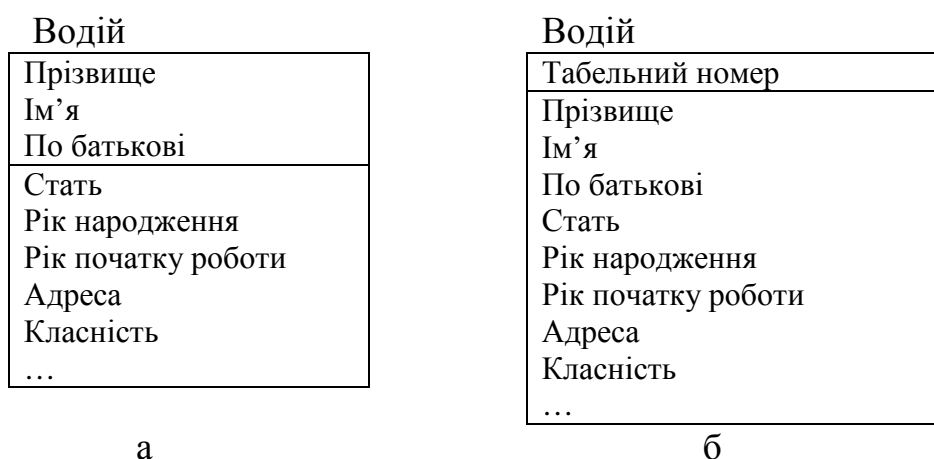 Водій
Прізвище
Ім’я
По батькові
Стать
Рік народження
Рік початку роботи
Адреса
Класність
…
а
Водій
Табельний номер
Прізвище
Ім’я
По батькові
Стать
Рік народження
Рік початку роботи
Адреса
Класність
…
б